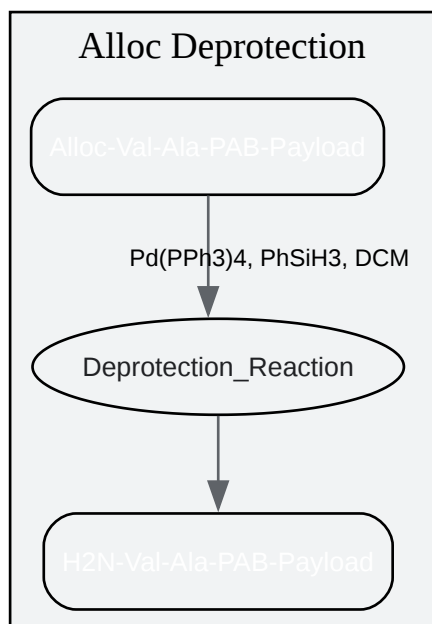 Alloc Deprotection
Alloc-Val-Ala-PAB-Payload
Pd(PPh3)4, PhSiH3, DCM
Deprotection_Reaction
H2N-Val-Ala-PAB-Payload